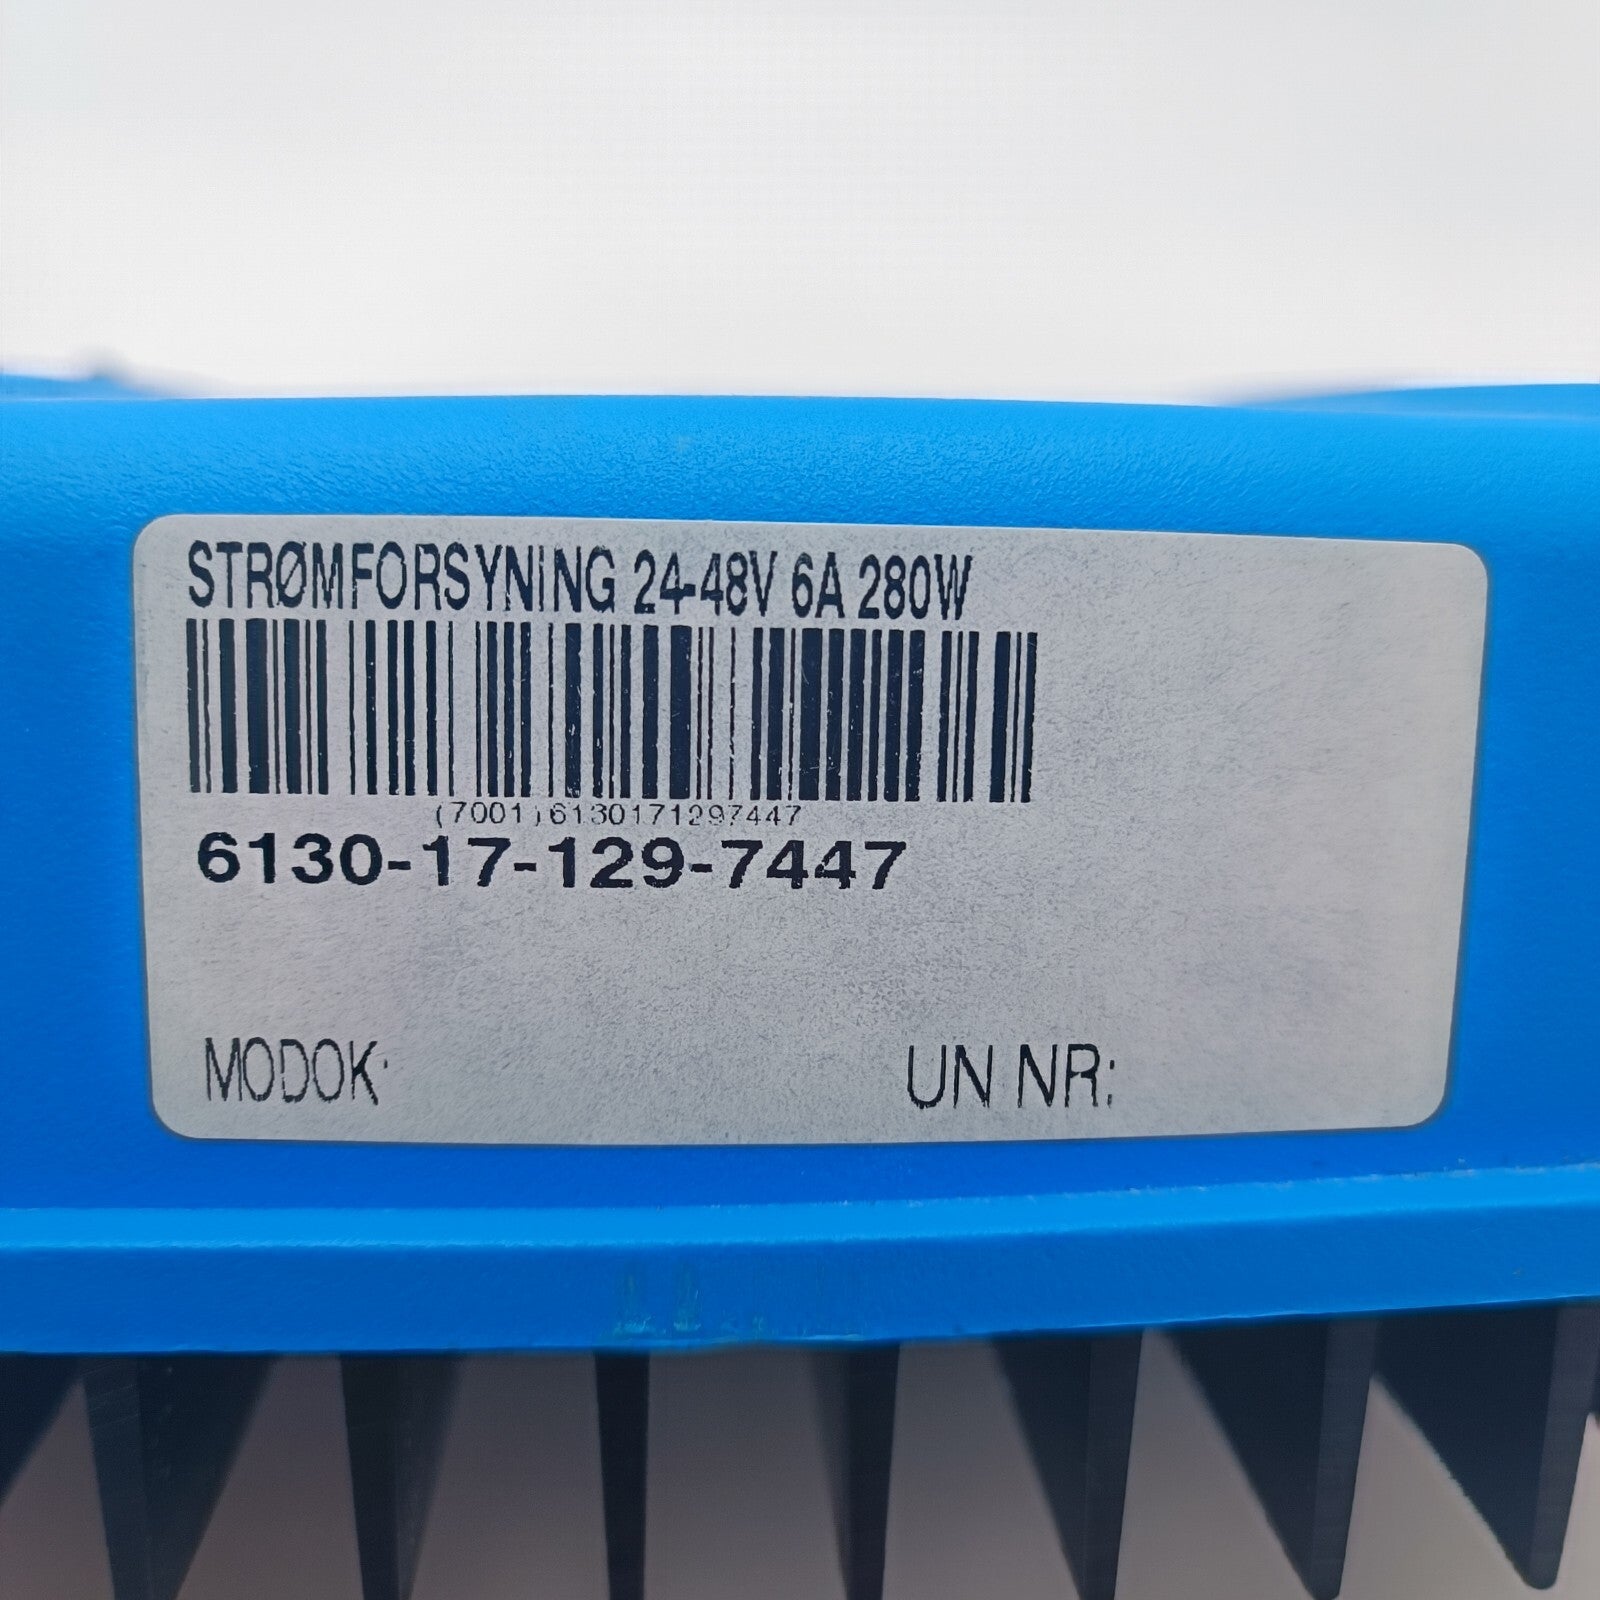 STRØMFORSYNING 24-48V 6A 280W
(7001)6130171297447
6130-17-129-7447
MODOK:
UN NR: